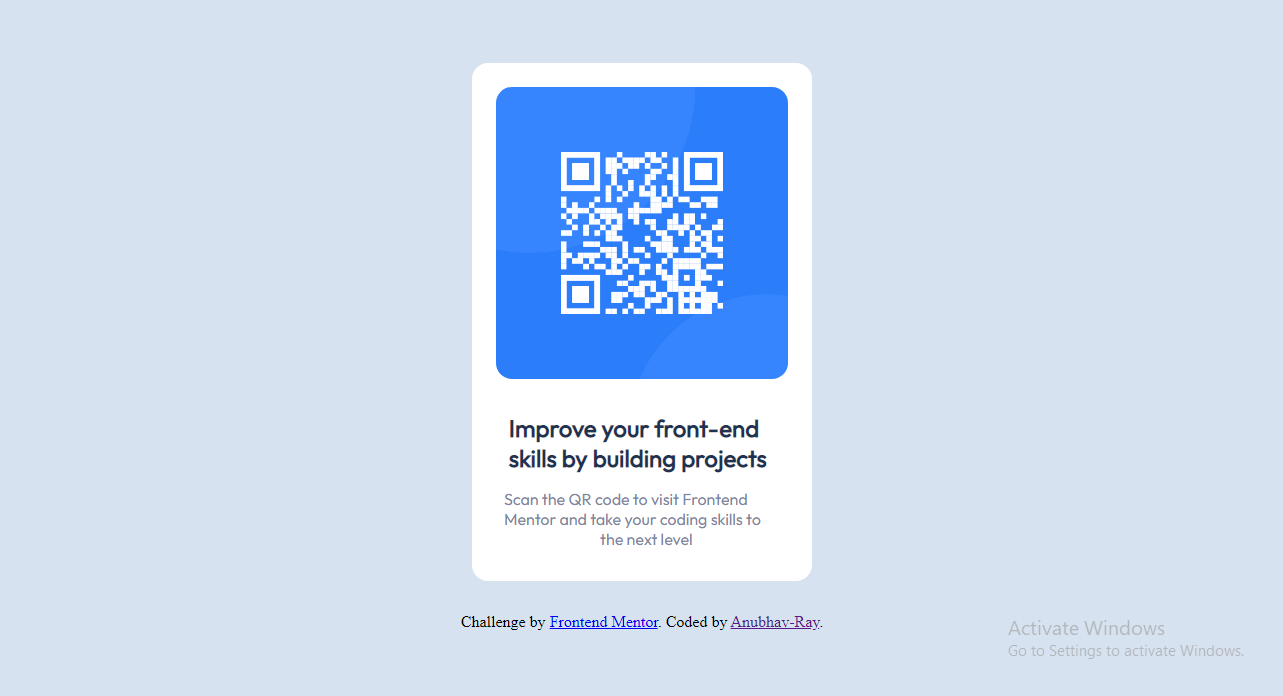 Improve your front-end
skills by building projects
Scan the QR code to visit Frontend
Mentor and take your coding skills to
the next level
Challenge by Frontend Mentor. Coded by Anubhav-Ray.
Activate Windows
Go to Settings to activate Windows.